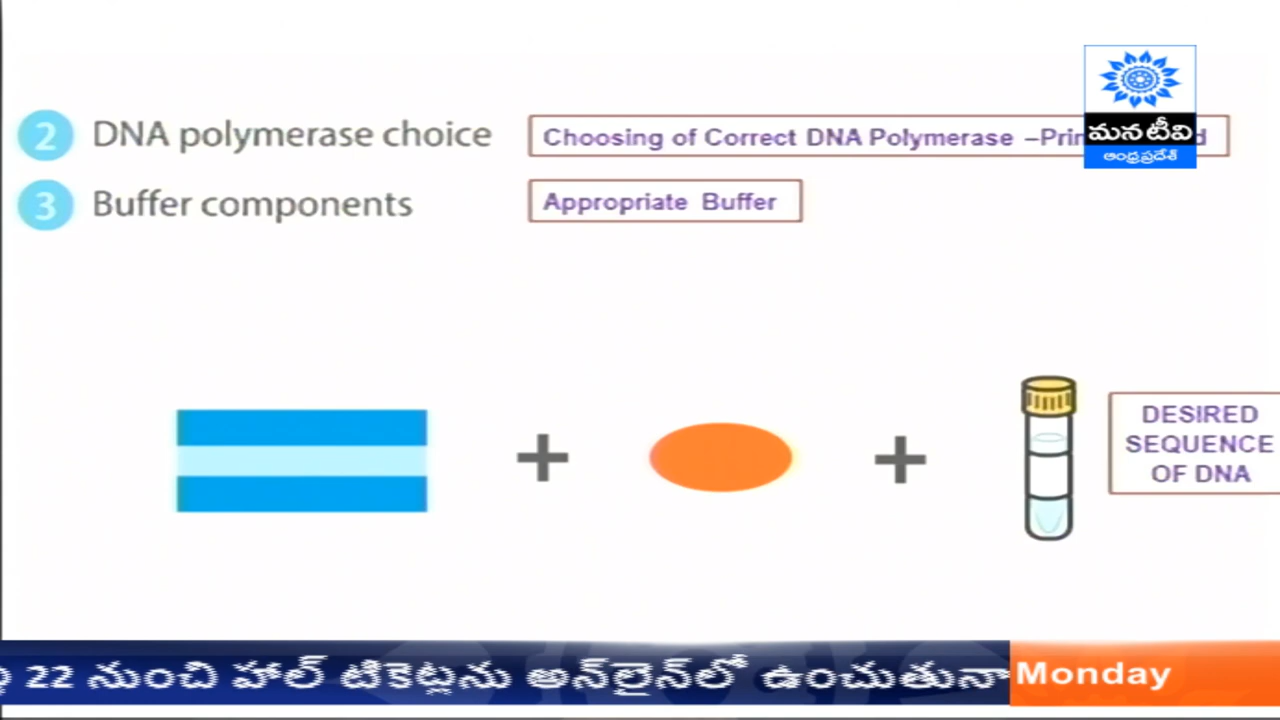 2 DNA polymerase choice
Choosing of Correct DNA Polymerase –Prin
మన టీవి
ఆంధ్రప్రదేశ్
3 Buffer components
Appropriate Buffer
DESIRED
SEQUENCE
OF DNA
22 నుంచి హాల్ టికెట్లను ఆన్‌లైన్‌లో ఉంచుతునా
Monday